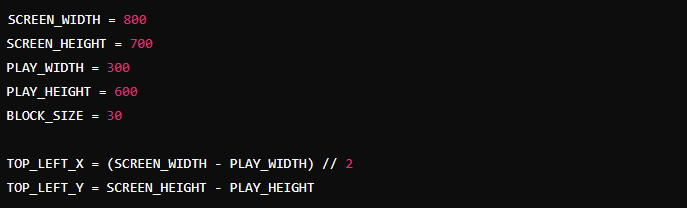 SCREEN_WIDTH = 800
SCREEN_HEIGHT = 700
PLAY_WIDTH = 300
PLAY_HEIGHT = 600
BLOCK_SIZE = 30
TOP_LEFT_X = (SCREEN_WIDTH - PLAY_WIDTH) // 2
TOP_LEFT_Y = SCREEN_HEIGHT - PLAY_HEIGHT